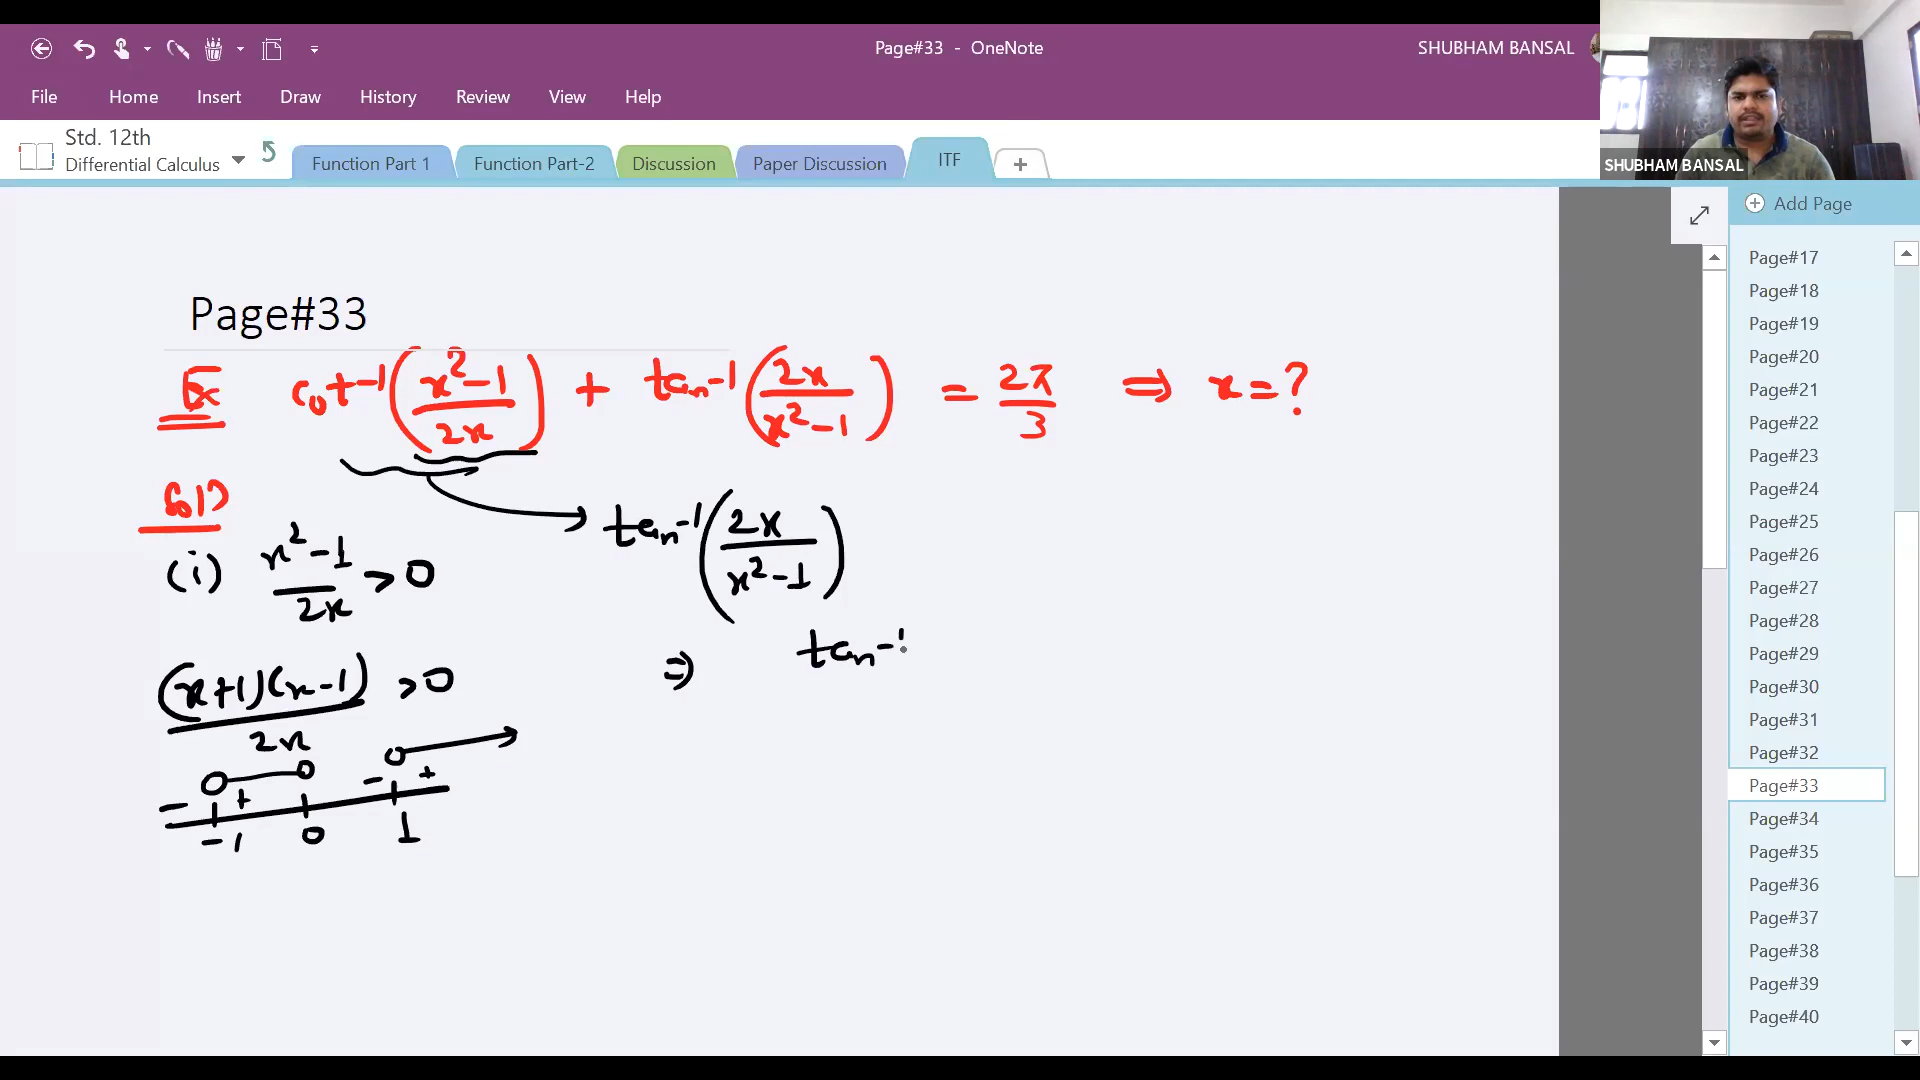 Page#33 - OneNote
SHUBHAM BANSAL
File Home Insert Draw History Review View Help
Std. 12th
Differential Calculus
Function Part 1
Function Part-2
Discussion
Paper Discussion
ITF
+
SHUBHAM BANSAL
Add Page
Page#17
Page#18
Page#19
Page#20
Page#21
Page#22
Page#23
Page#24
Page#25
Page#26
Page#27
Page#28
Page#29
Page#30
Page#31
Page#32
Page#33
Page#34
Page#35
Page#36
Page#37
Page#38
Page#39
Page#40
Page#33
Ex cot⁻¹((x²-1)/(2x)) + tan⁻¹((2x)/(x²-1)) = 2π/3 ⇒ x = ?
Sol?
tan⁻¹((2x)/(x²-1))
(i) (x²-1)/(2x) > 0
⇒ tan⁻¹
((x+1)(x-1))/(2x) > 0
- + - +
-1 0 1